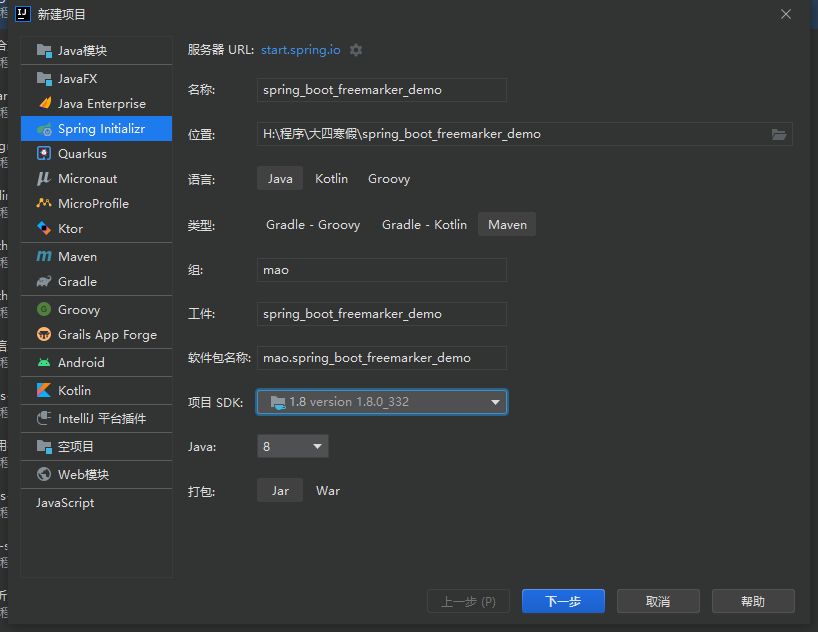 新建项目
Java模块
JavaFX
Java Enterprise
Spring Initializr
Quarkus
Micronaut
MicroProfile
Ktor
Maven
Gradle
Groovy
Grails App Forge
Android
Kotlin
IntelliJ 平台插件
空项目
Web模块
JavaScript
服务器 URL: start.spring.io
名称: spring_boot_freemarker_demo
位置: H:\程序\大四寒假\spring_boot_freemarker_demo
语言: Java Kotlin Groovy
类型: Gradle - Groovy Gradle - Kotlin Maven
组: mao
工件: spring_boot_freemarker_demo
软件包名称: mao.spring_boot_freemarker_demo
项目 SDK: 1.8 version 1.8.0_332
Java: 8
打包: Jar War
上一步 (P) 下一步 取消 帮助